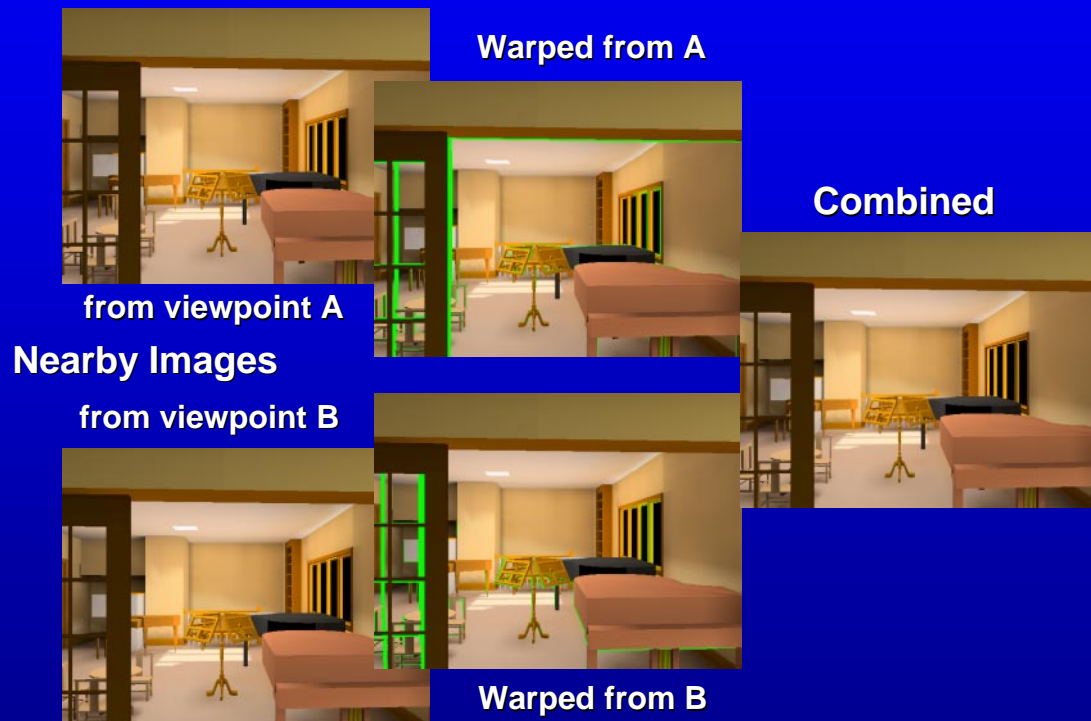 Warped from A
Combined
from viewpoint A
Nearby Images
from viewpoint B
Warped from B